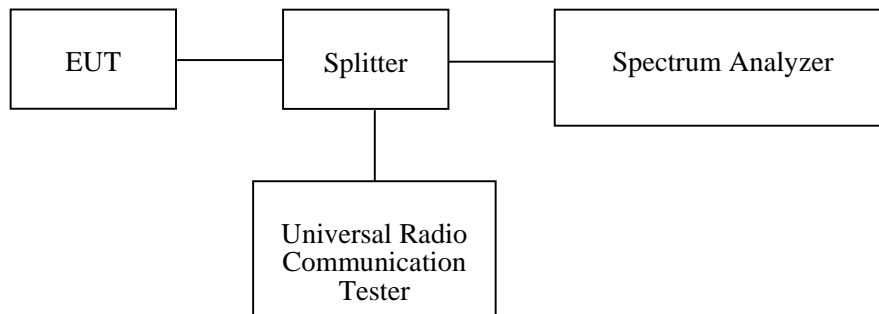 EUT
Splitter
Spectrum Analyzer
Universal Radio
Communication
Tester